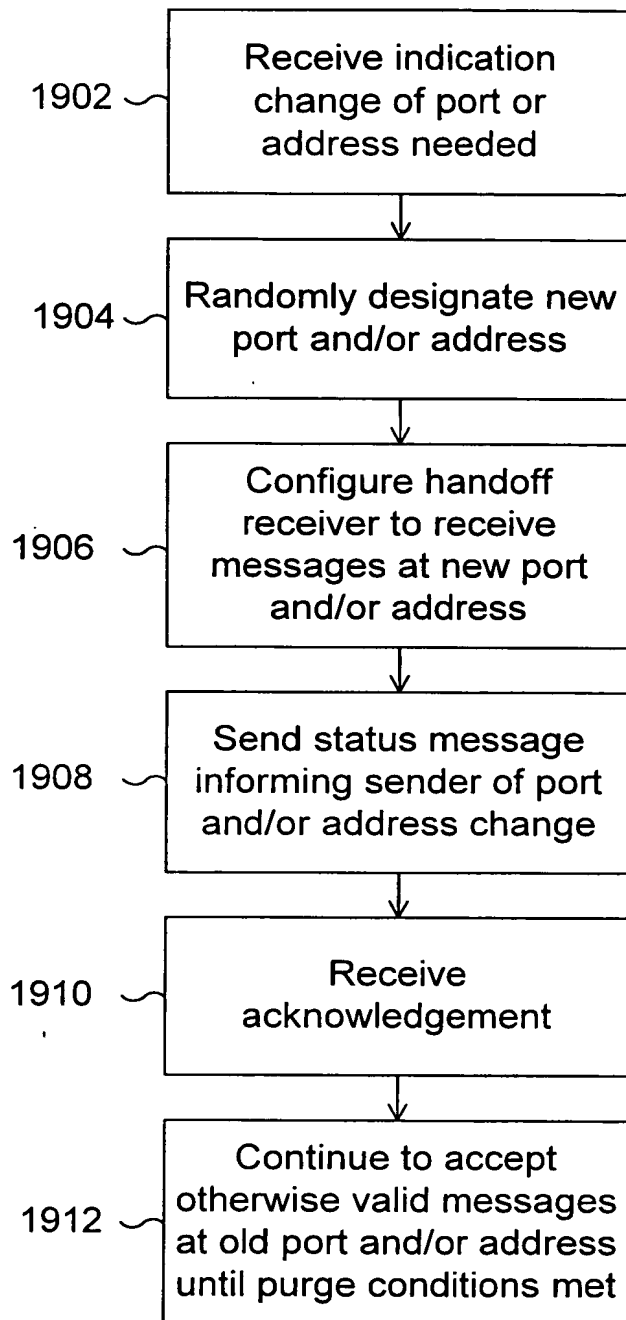 1902
Receive indication
change of port or
address needed
1904
Randomly designate new
port and/or address
1906
Configure handoff
receiver to receive
messages at new port
and/or address
1908
Send status message
informing sender of port
and/or address change
1910
Receive
acknowledgement
1912
Continue to accept
otherwise valid messages
at old port and/or address
until purge conditions met